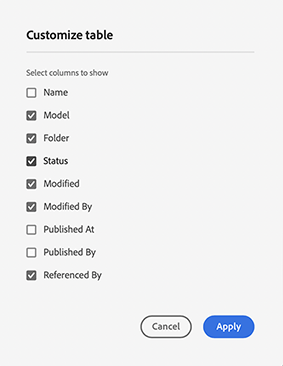 Customize table
Select columns to show
Name
Model
Folder
Status
Modified
Modified By
Published At
Published By
Referenced By
Cancel Apply